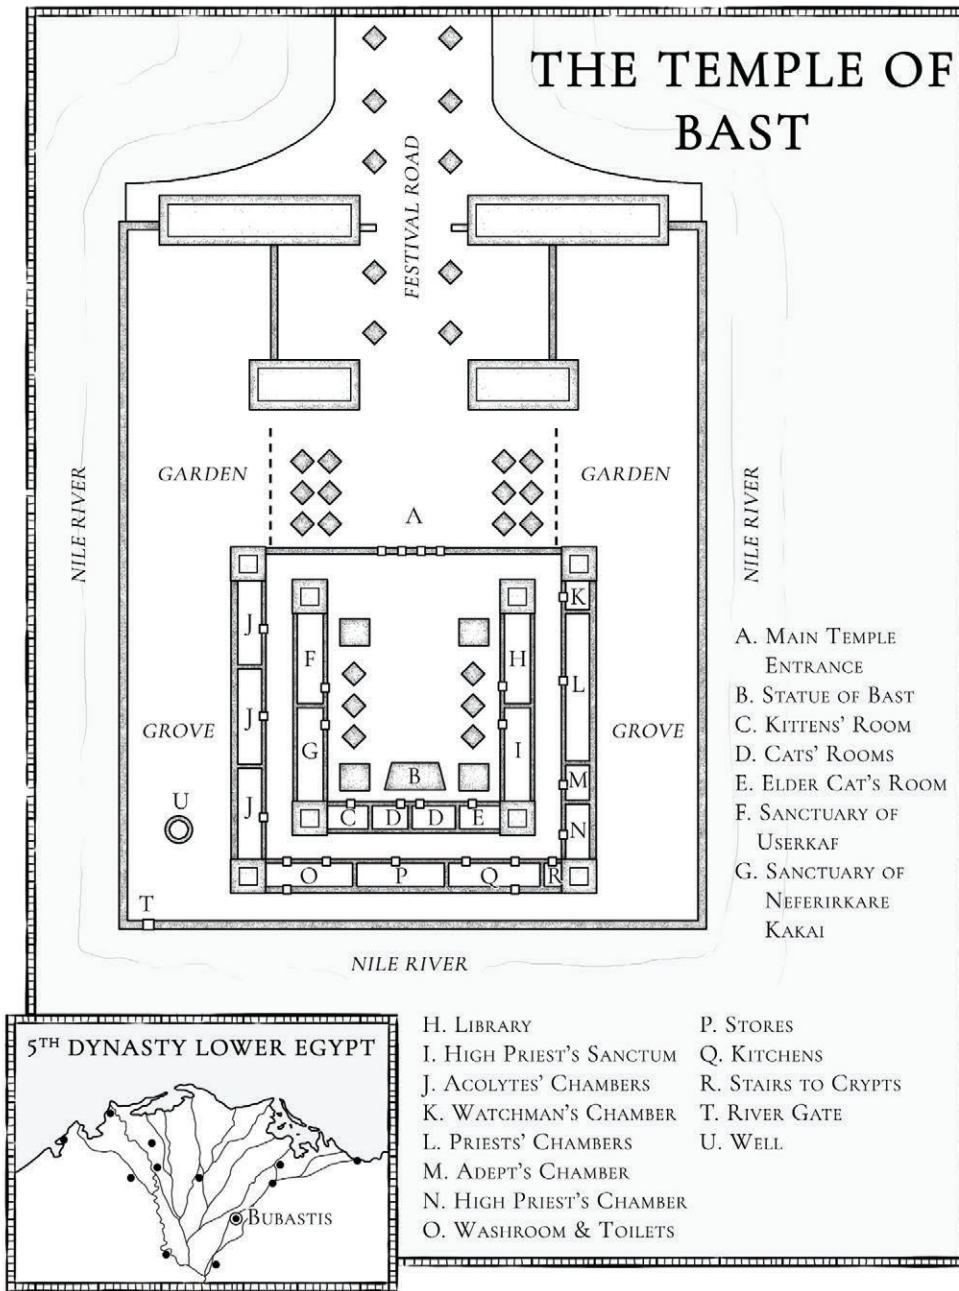 THE TEMPLE OF
BAST
FESTIVAL ROAD
GARDEN
GARDEN
NILE RIVER
NILE RIVER
A
K
J
F
H
L
J
G
I
GROVE
GROVE
B
M
U
J
C
D
D
E
N
O
P
Q
R
T
NILE RIVER
A. MAIN TEMPLE
ENTRANCE
B. STATUE OF BAST
C. KITTENS' ROOM
D. CATS' ROOMS
E. ELDER CAT'S ROOM
F. SANCTUARY OF
USERKAF
G. SANCTUARY OF
NEFERIRKARE
KAKAI
H. LIBRARY
I. HIGH PRIEST'S SANCTUM
J. ACOLYTES' CHAMBERS
K. WATCHMAN'S CHAMBER
L. PRIESTS' CHAMBERS
M. ADEPT'S CHAMBER
N. HIGH PRIEST'S CHAMBER
O. WASHROOM & TOILETS
P. STORES
Q. KITCHENS
R. STAIRS TO CRYPTS
T. RIVER GATE
U. WELL
5TH DYNASTY LOWER EGYPT
BUBASTIS